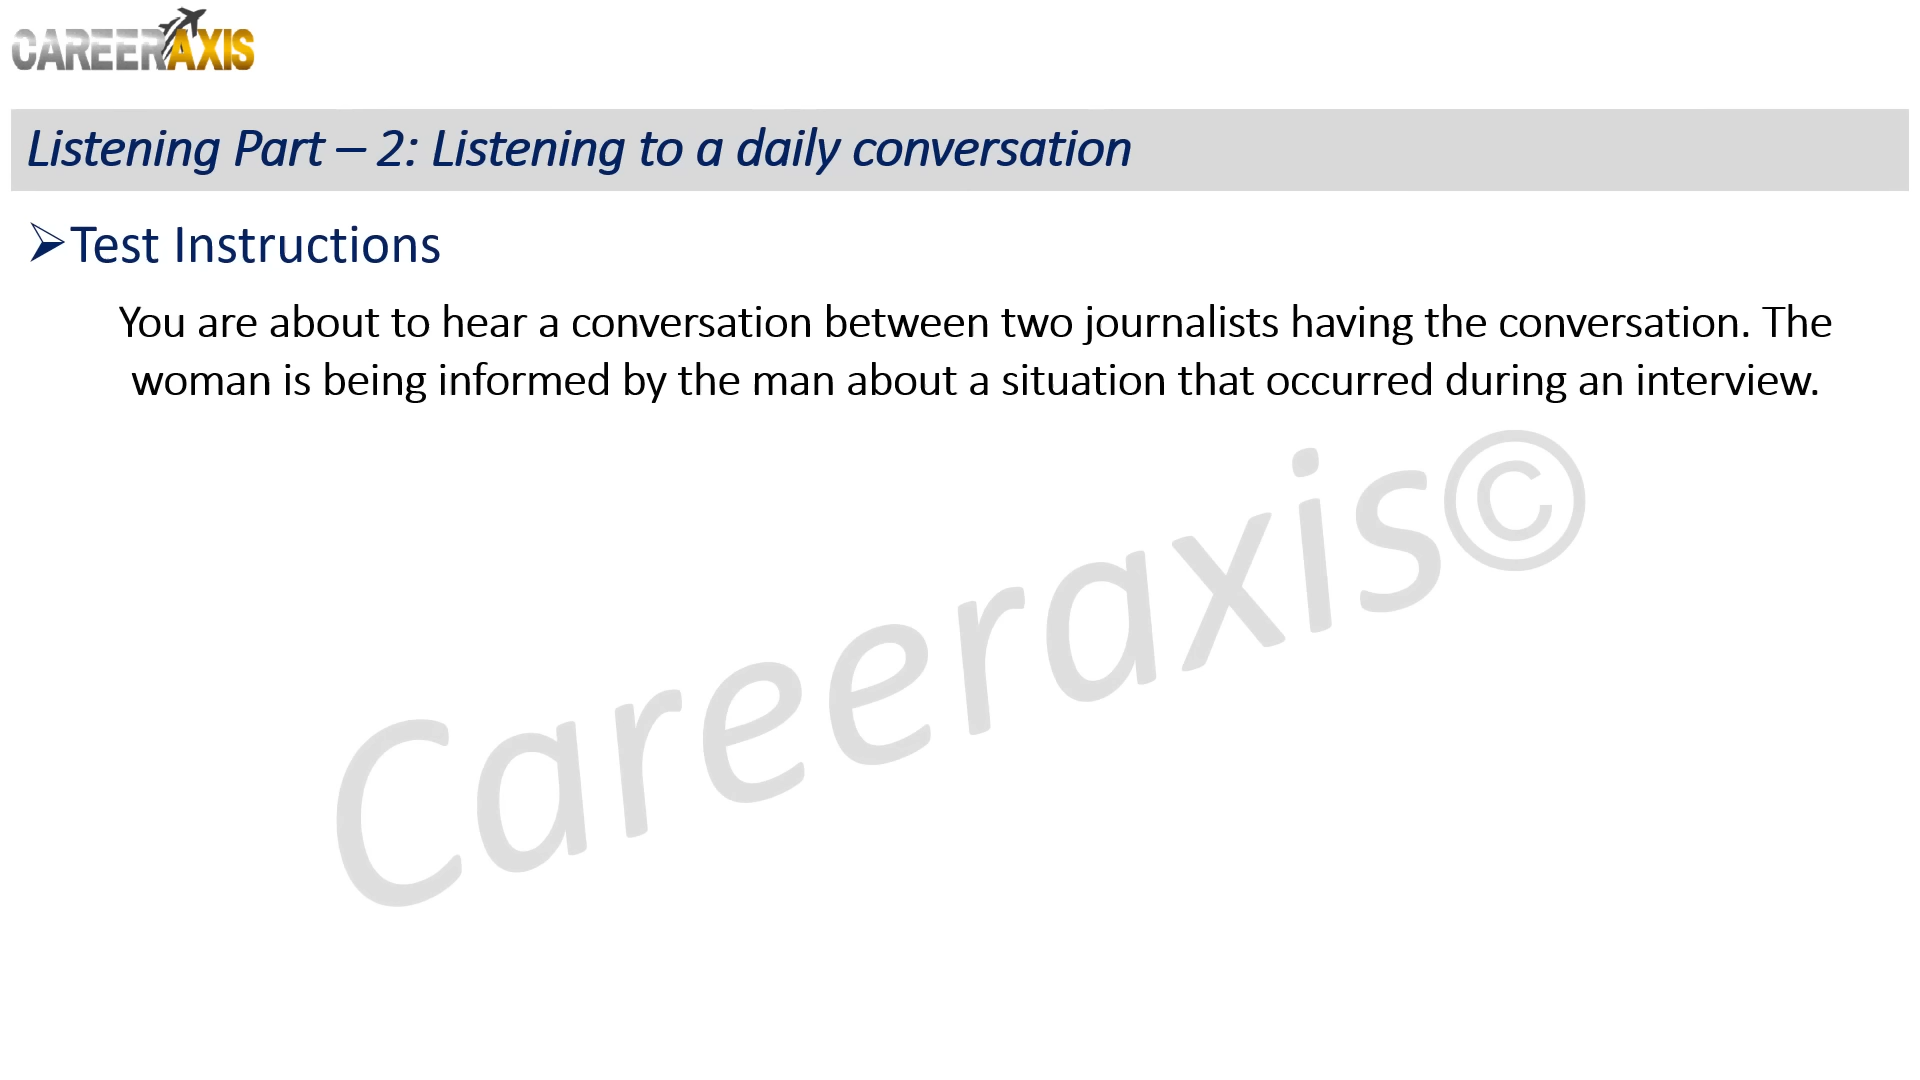 CAREERAXIS
Listening Part – 2: Listening to a daily conversation
Test Instructions
You are about to hear a conversation between two journalists having the conversation. The
woman is being informed by the man about a situation that occurred during an interview.
Careeraxis©